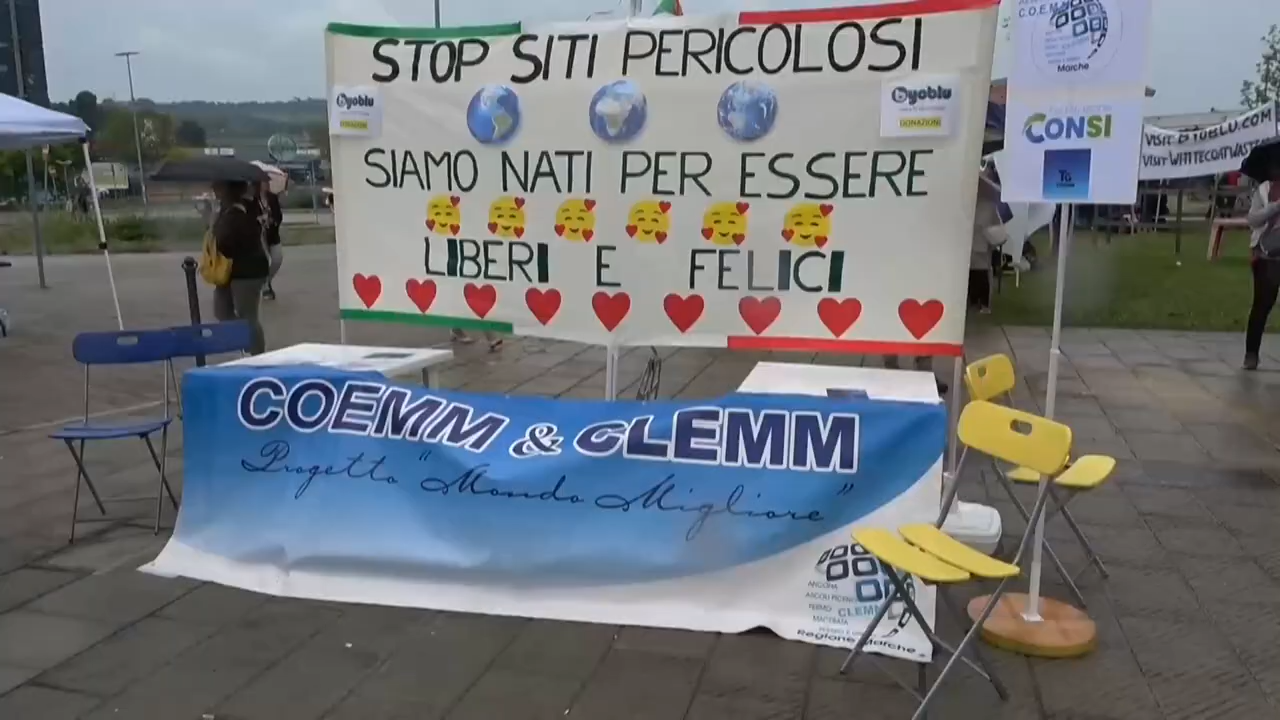 STOP SITI PERICOLOSI
byoblu
DONAZIONI
byoblu
DONAZIONI
SIAMO NATI PER ESSERE
LIBERI E FELICI
COEMM & CLEMM
Progetto "Mondo Migliore"
ANCONA
ASCOLI PICENO
FERMO
MACERATA
CLEMM
Regione Marche
Marche
CONSI
VISIT BYOBLU.COM